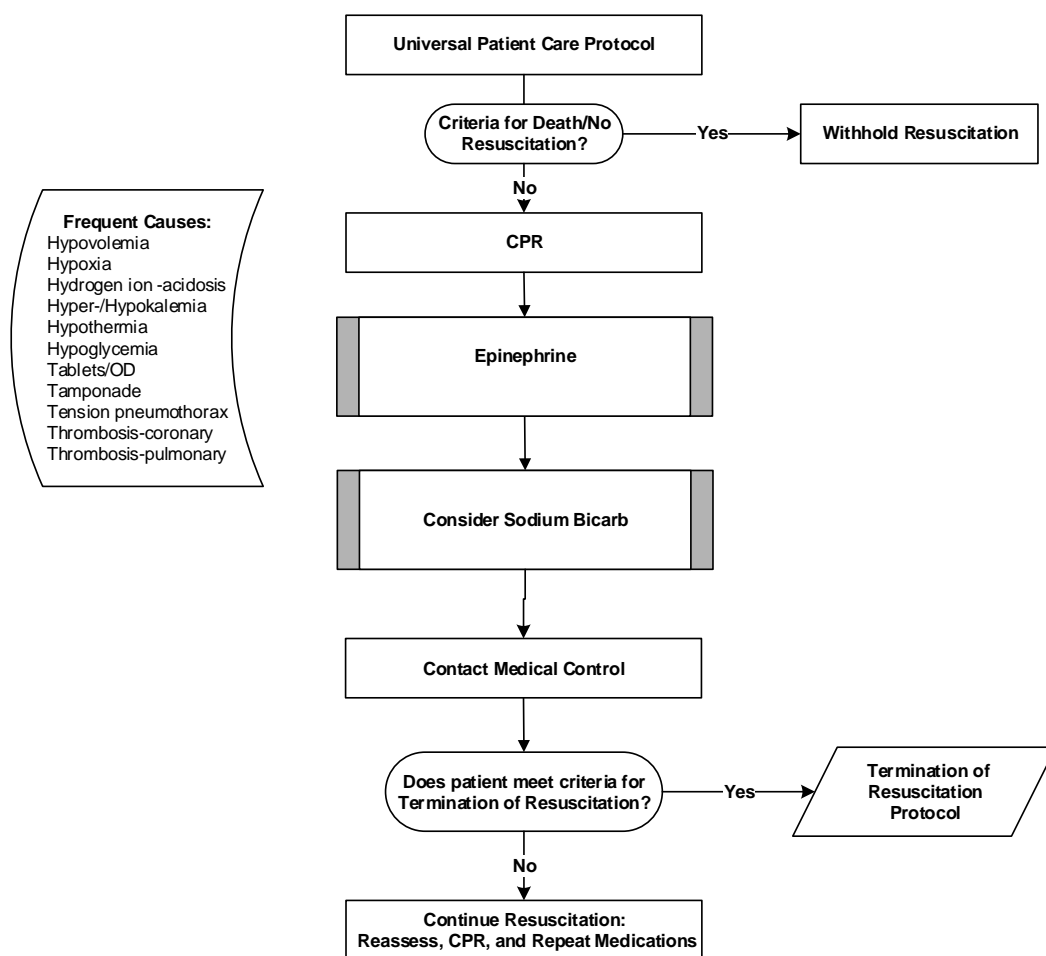 Universal Patient Care Protocol
Criteria for Death/No
Resuscitation?
Yes
Withhold Resuscitation
No
Frequent Causes:
Hypovolemia
Hypoxia
Hydrogen ion -acidosis
Hyper-/Hypokalemia
Hypothermia
Hypoglycemia
Tablets/OD
Tamponade
Tension pneumothorax
Thrombosis-coronary
Thrombosis-pulmonary
CPR
Epinephrine
Consider Sodium Bicarb
Contact Medical Control
Does patient meet criteria for
Termination of Resuscitation?
Yes
Termination of
Resuscitation
Protocol
No
Continue Resuscitation:
Reassess, CPR, and Repeat Medications